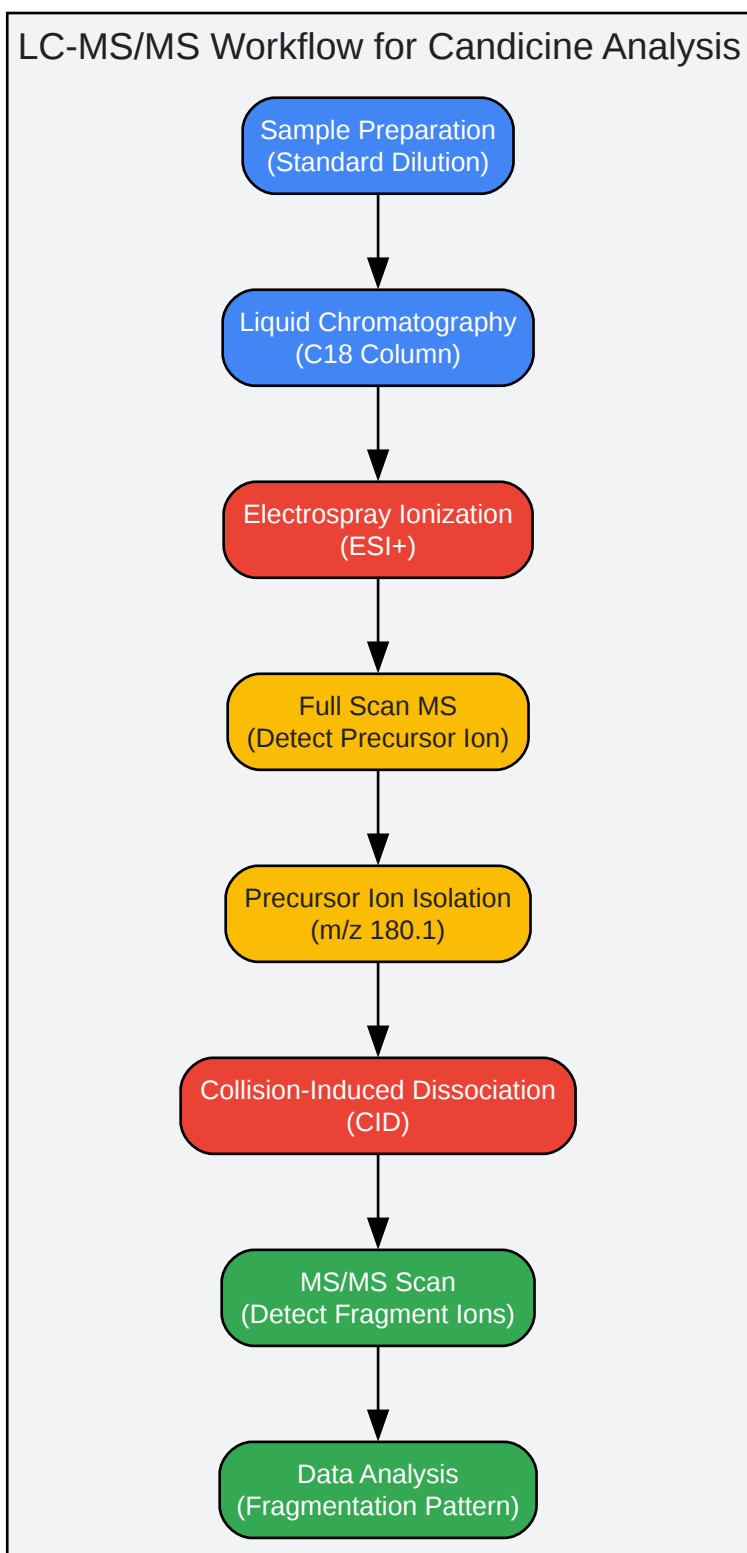 LC-MS/MS Workflow for Candicine Analysis
Sample Preparation
(Standard Dilution)
Liquid Chromatography
(C18 Column)
Electrospray Ionization
(ESI+)
Full Scan MS
(Detect Precursor Ion)
Precursor Ion Isolation
(m/z 180.1)
Collision-Induced Dissociation
(CID)
MS/MS Scan
(Detect Fragment Ions)
Data Analysis
(Fragmentation Pattern)